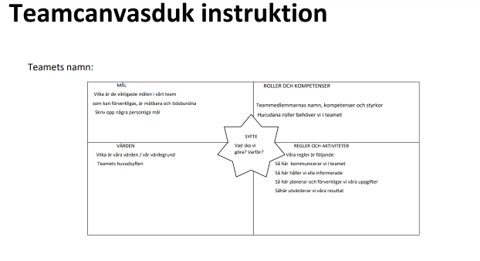 Teamcanvasduk instruktion
Teamets namn:
MÅL
Vilka är de viktigaste målen i vårt team
som kan förverkligas, är mätbara och tidsbundna
Skriv opp några personliga mål
ROLLER OCH KOMPETENSER
Teammedlemmarnas namn, kompetenser och styrkor
Hurudana roller behöver vi i teamet
SYFTE
Vad ska vi
göra? Varför?
VÄRDEN
Vilka är våra värden / vår värdegrund
Teamets huvudsyften
REGLER OCH AKTIVITETER
Våra regler är följande:
Så här kommunicerar vi i teamet
Så här håller vi alla informerade
Så här planerar och förverkligar vi våra uppgifter
Såhär utvärderar vi våra resultat